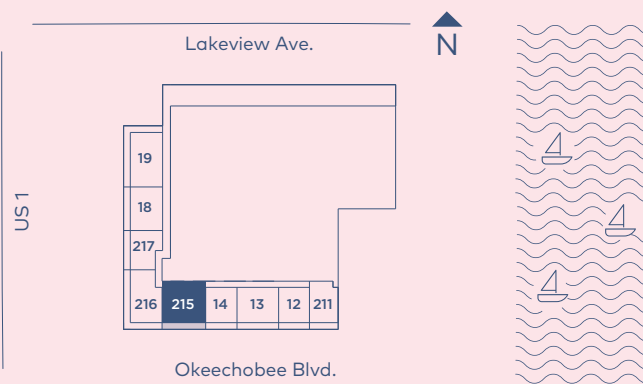 Lakeview Ave.
N
US 1
19
18
217
216 215 14 13 12 211
Okeechobee Blvd.